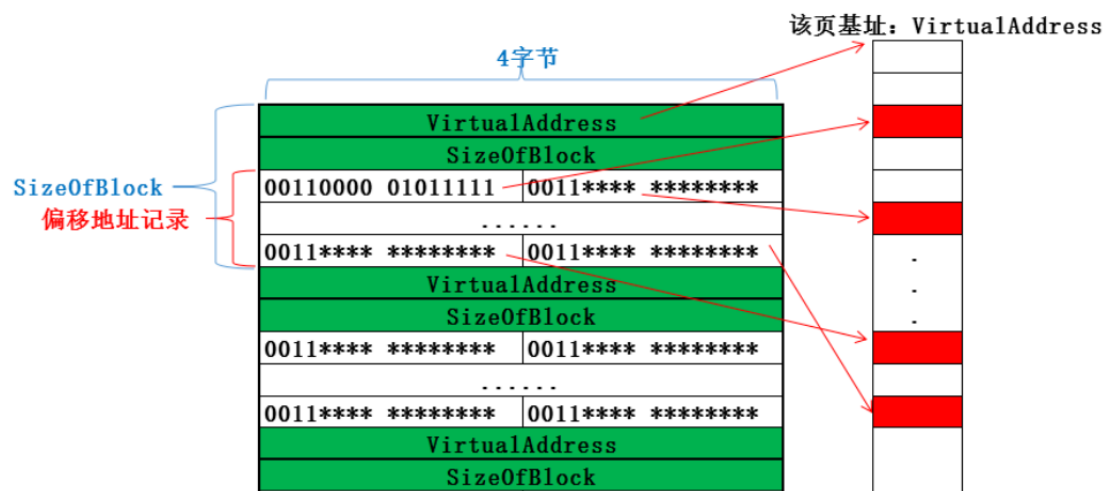 该页基址：VirtualAddress
4字节
VirtualAddress
SizeOfBlock
SizeOfBlock
00110000 01011111 0011**** ********
偏移地址记录
......
0011**** ******** 0011**** ********
VirtualAddress
SizeOfBlock
0011**** ******** 0011**** ********
......
0011**** ******** 0011**** ********
VirtualAddress
SizeOfBlock